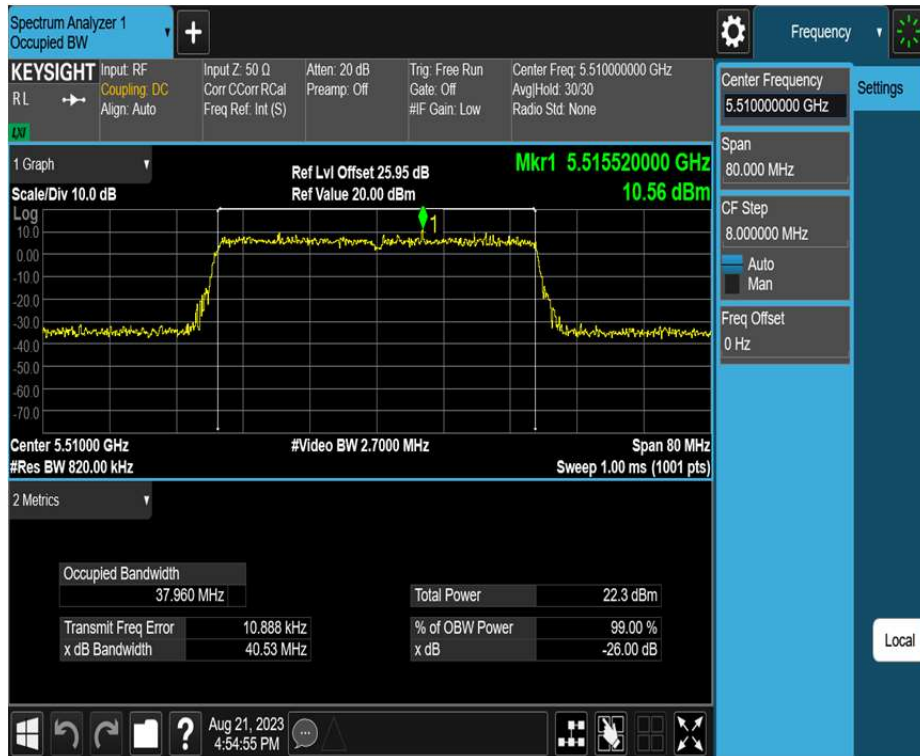 Spectrum Analyzer 1
Occupied BW
+
Frequency
KEYSIGHT
R L
LXI
Input: RF
Coupling: DC
Align: Auto
Input Z: 50 Ω
Corr CCorr RCal
Freq Ref: Int (S)
Atten: 20 dB
Preamp: Off
Trig: Free Run
Gate: Off
#IF Gain: Low
Center Freq: 5.510000000 GHz
Avg|Hold: 30/30
Radio Std: None
Center Frequency
5.510000000 GHz
Settings
Span
80.000 MHz
CF Step
8.000000 MHz
Auto
Man
Freq Offset
0 Hz
1 Graph
Scale/Div 10.0 dB
Ref Lvl Offset 25.95 dB
Ref Value 20.00 dBm
Mkr1 5.515520000 GHz
10.56 dBm
Log
10.0
0.00
-10.0
-20.0
-30.0
-40.0
-50.0
-60.0
-70.0
1
Center 5.51000 GHz
#Res BW 820.00 kHz
#Video BW 2.7000 MHz
Span 80 MHz
Sweep 1.00 ms (1001 pts)
2 Metrics
Occupied Bandwidth
37.960 MHz
Transmit Freq Error 10.888 kHz
x dB Bandwidth 40.53 MHz
Total Power 22.3 dBm
% of OBW Power 99.00 %
x dB -26.00 dB
Local
?
Aug 21, 2023
4:54:55 PM